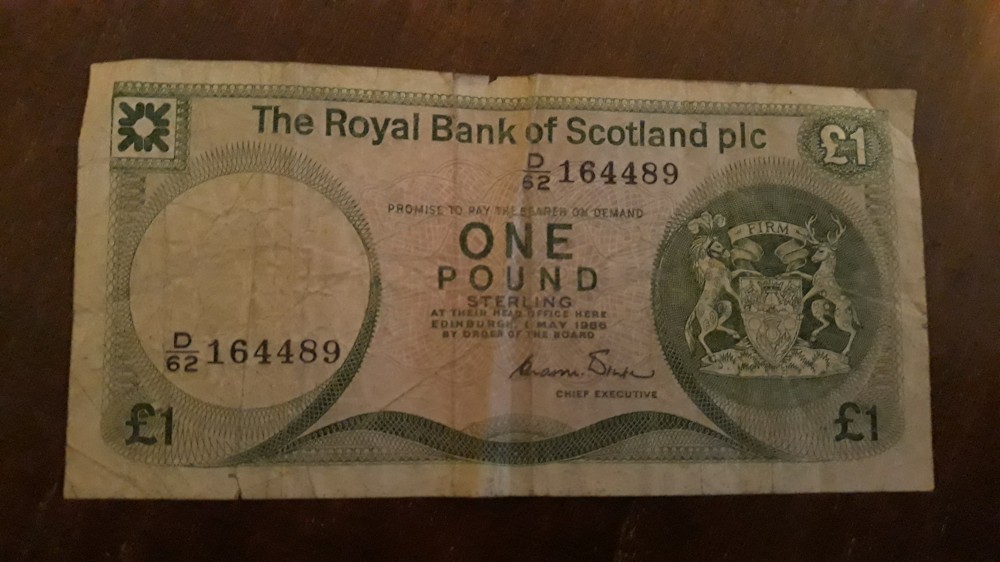 The Royal Bank of Scotland plc
£1
D/62 164489
PROMISE TO PAY THE BEARER ON DEMAND
ONE
POUND
STERLING
AT THEIR HEAD OFFICE HERE
EDINBURGH, 1 MAY 1986
BY ORDER OF THE BOARD
FIRM
D/62 164489
CHIEF EXECUTIVE
£1
£1